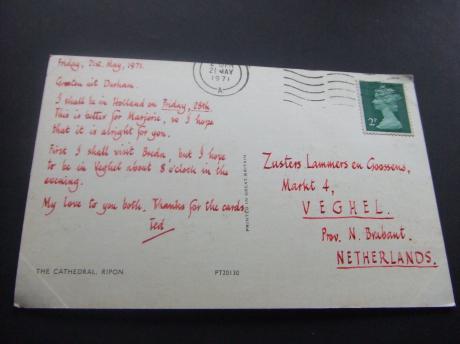 Friday, 21st. May, 1971.
Groeten uit Durham.
I shall be in Holland on Friday, 28th.
This is better for Marjorie, so I hope
that it is alright for you.
First I shall visit Breda, but I hope
to be in Veghel about 8 o'clock in the
evening.
My love to you both. Thanks for the cards.
Ted
THE CATHEDRAL, RIPON.
PT20130
PRINTED IN GREAT BRITAIN
21 MAY
1971
A
2½P
Zusters Lammers en Goossens,
Markt 4,
VEGHEL.
Prov. N. Brabant.
NETHERLANDS.